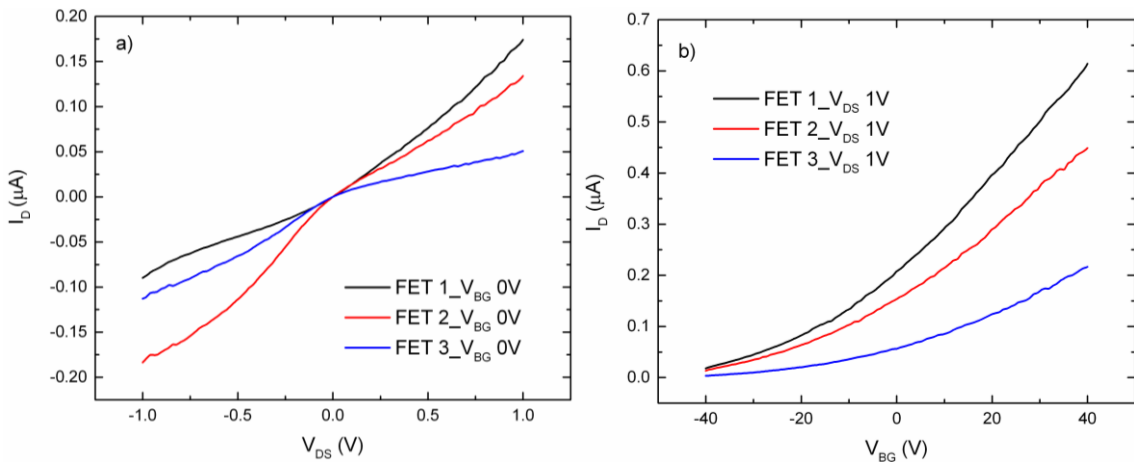 a)
0.20
0.15
0.10
0.05
0.00
-0.05
-0.10
-0.15
-0.20
I_D (μA)
FET 1_V_BG 0V
FET 2_V_BG 0V
FET 3_V_BG 0V
-1.0 -0.5 0.0 0.5 1.0
V_DS (V)
b)
0.7
0.6
0.5
0.4
0.3
0.2
0.1
0.0
I_D (μA)
FET 1_V_DS 1V
FET 2_V_DS 1V
FET 3_V_DS 1V
-40 -20 0 20 40
V_BG (V)